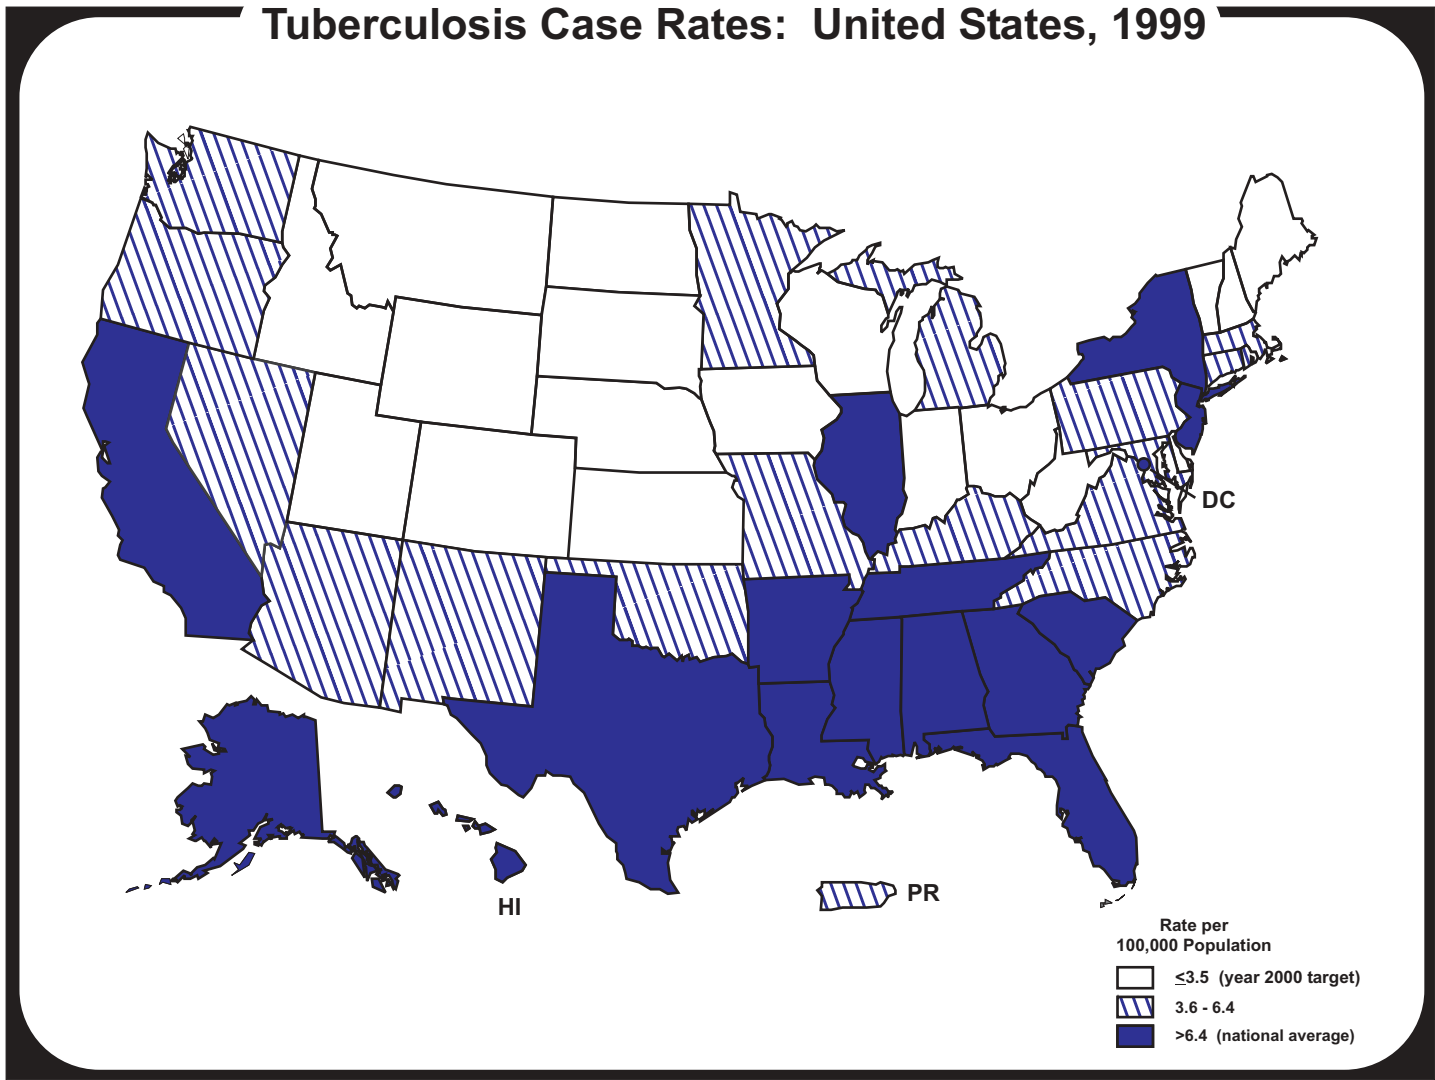 Tuberculosis Case Rates:  United States, 1999
DC
HI
PR
Rate per
100,000 Population
≤3.5  (year 2000 target)
3.6 - 6.4
>6.4  (national average)